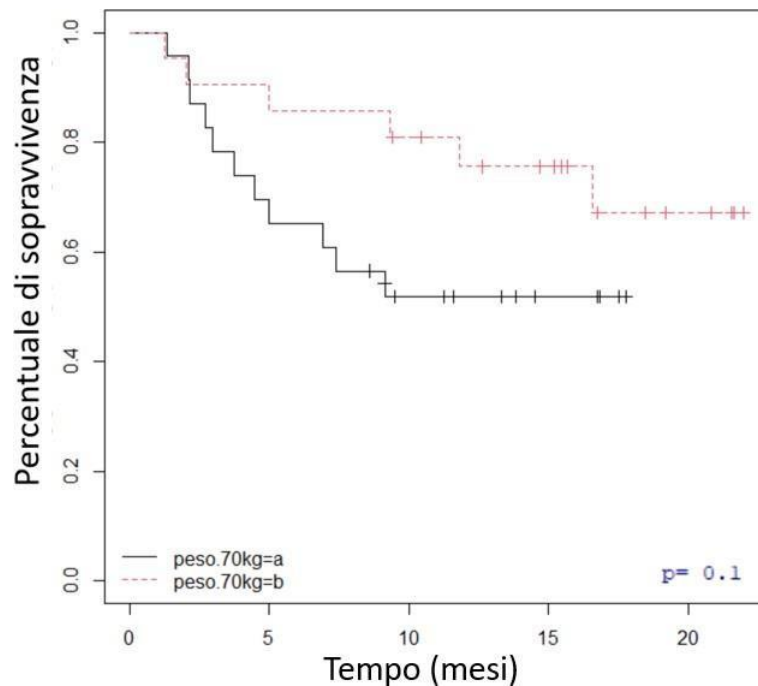 Percentuale di sopravvivenza
1.0
0.8
0.6
0.4
0.2
0.0
peso.70kg=a
peso.70kg=b
p= 0.1
0 5 10 15 20
Tempo (mesi)